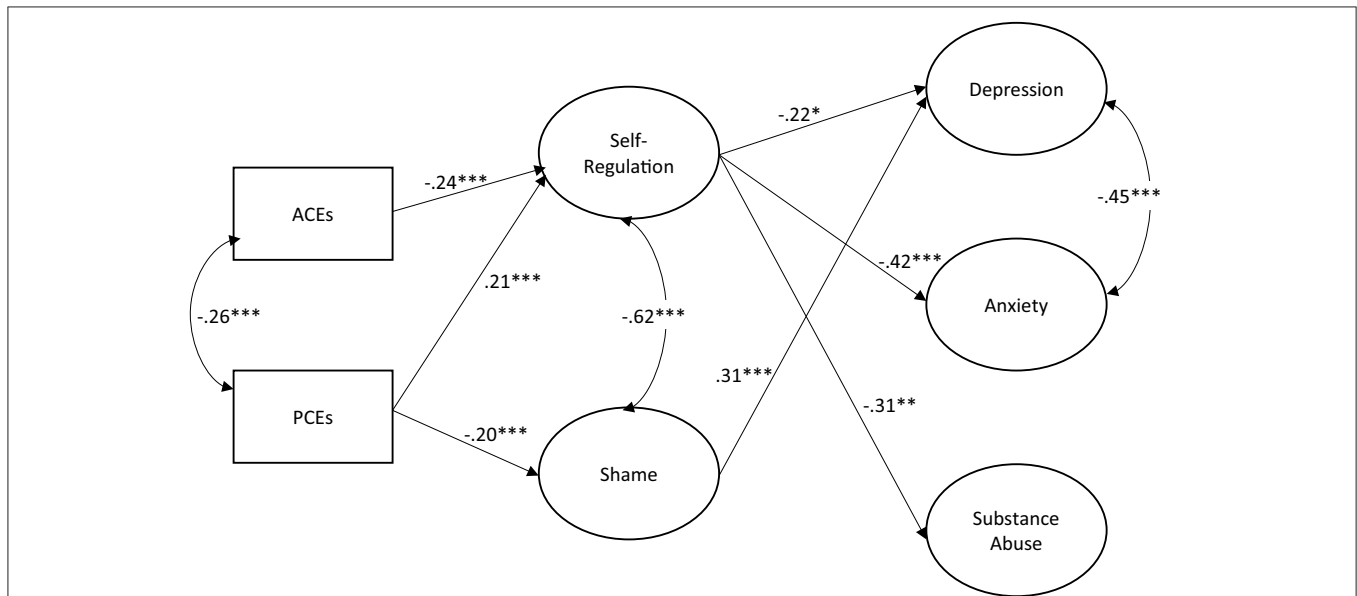 Depression
-.22*
Self-
Regulation
-.24***
-.45***
ACEs
-.42***
.21***
Anxiety
-.26***
-.62***
.31***
-.31**
PCEs
-.20***
Shame
Substance
Abuse